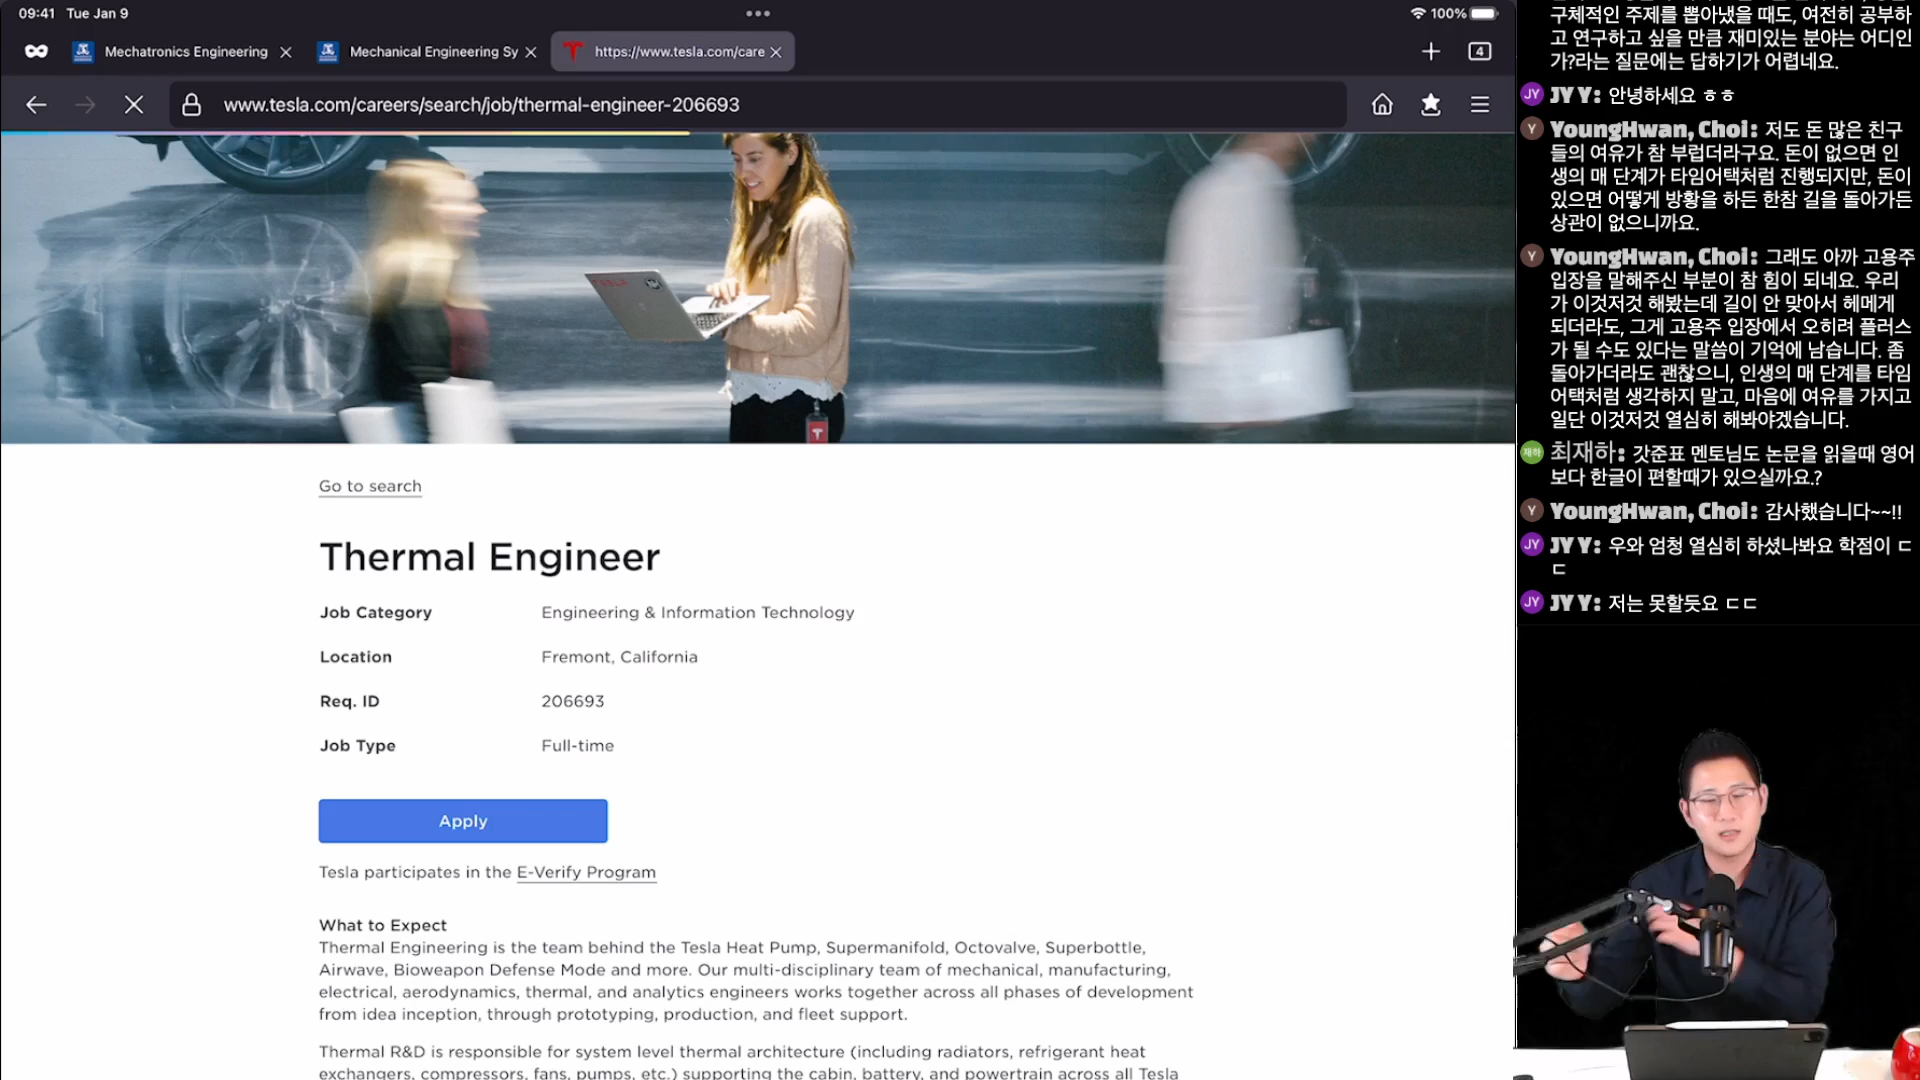 09:41 Tue Jan 9
100%
Mechatronics Engineering
Mechanical Engineering Sy
https://www.tesla.com/care
4
www.tesla.com/careers/search/job/thermal-engineer-206693
Go to search
Thermal Engineer
Job Category Engineering & Information Technology
Location Fremont, California
Req. ID 206693
Job Type Full-time
Apply
Tesla participates in the E-Verify Program
What to Expect
Thermal Engineering is the team behind the Tesla Heat Pump, Supermanifold, Octovalve, Superbottle,
Airwave, Bioweapon Defense Mode and more. Our multi-disciplinary team of mechanical, manufacturing,
electrical, aerodynamics, thermal, and analytics engineers works together across all phases of development
from idea inception, through prototyping, production, and fleet support.
Thermal R&D is responsible for system level thermal architecture (including radiators, refrigerant heat
exchangers, compressors, fans, pumps, etc.) supporting the cabin, battery, and powertrain across all Tesla
구체적인 주제를 뽑아냈을 때도, 여전히 공부하
고 연구하고 싶을 만큼 재미있는 분야는 어디인
가?라는 질문에는 답하기가 어렵네요.
JY JY Y: 안녕하세요 ㅎㅎ
Y YoungHwan, Choi: 저도 돈 많은 친구
들의 여유가 참 부럽더라구요. 돈이 없으면 인
생의 매 단계가 타임어택처럼 진행되지만, 돈이
있으면 어떻게 방황을 하든 한참 길을 돌아가든
상관이 없으니까요.
Y YoungHwan, Choi: 그래도 아까 고용주
입장을 말해주신 부분이 참 힘이 되네요. 우리
가 이것저것 해봤는데 길이 안 맞아서 헤메게
되더라도, 그게 고용주 입장에서 오히려 플러스
가 될 수도 있다는 말씀이 기억에 남습니다. 좀
돌아가더라도 괜찮으니, 인생의 매 단계를 타임
어택처럼 생각하지 말고, 마음에 여유를 가지고
일단 이것저것 열심히 해봐야겠습니다.
재하 최재하: 갓준표 멘토님도 논문을 읽을때 영어
보다 한글이 편할때가 있으실까요.?
Y YoungHwan, Choi: 감사했습니다~~!!
JY JY Y: 우와 엄청 열심히 하셨나봐요 학점이 ㄷ
ㄷ
JY JY Y: 저는 못할듯요 ㄷㄷ